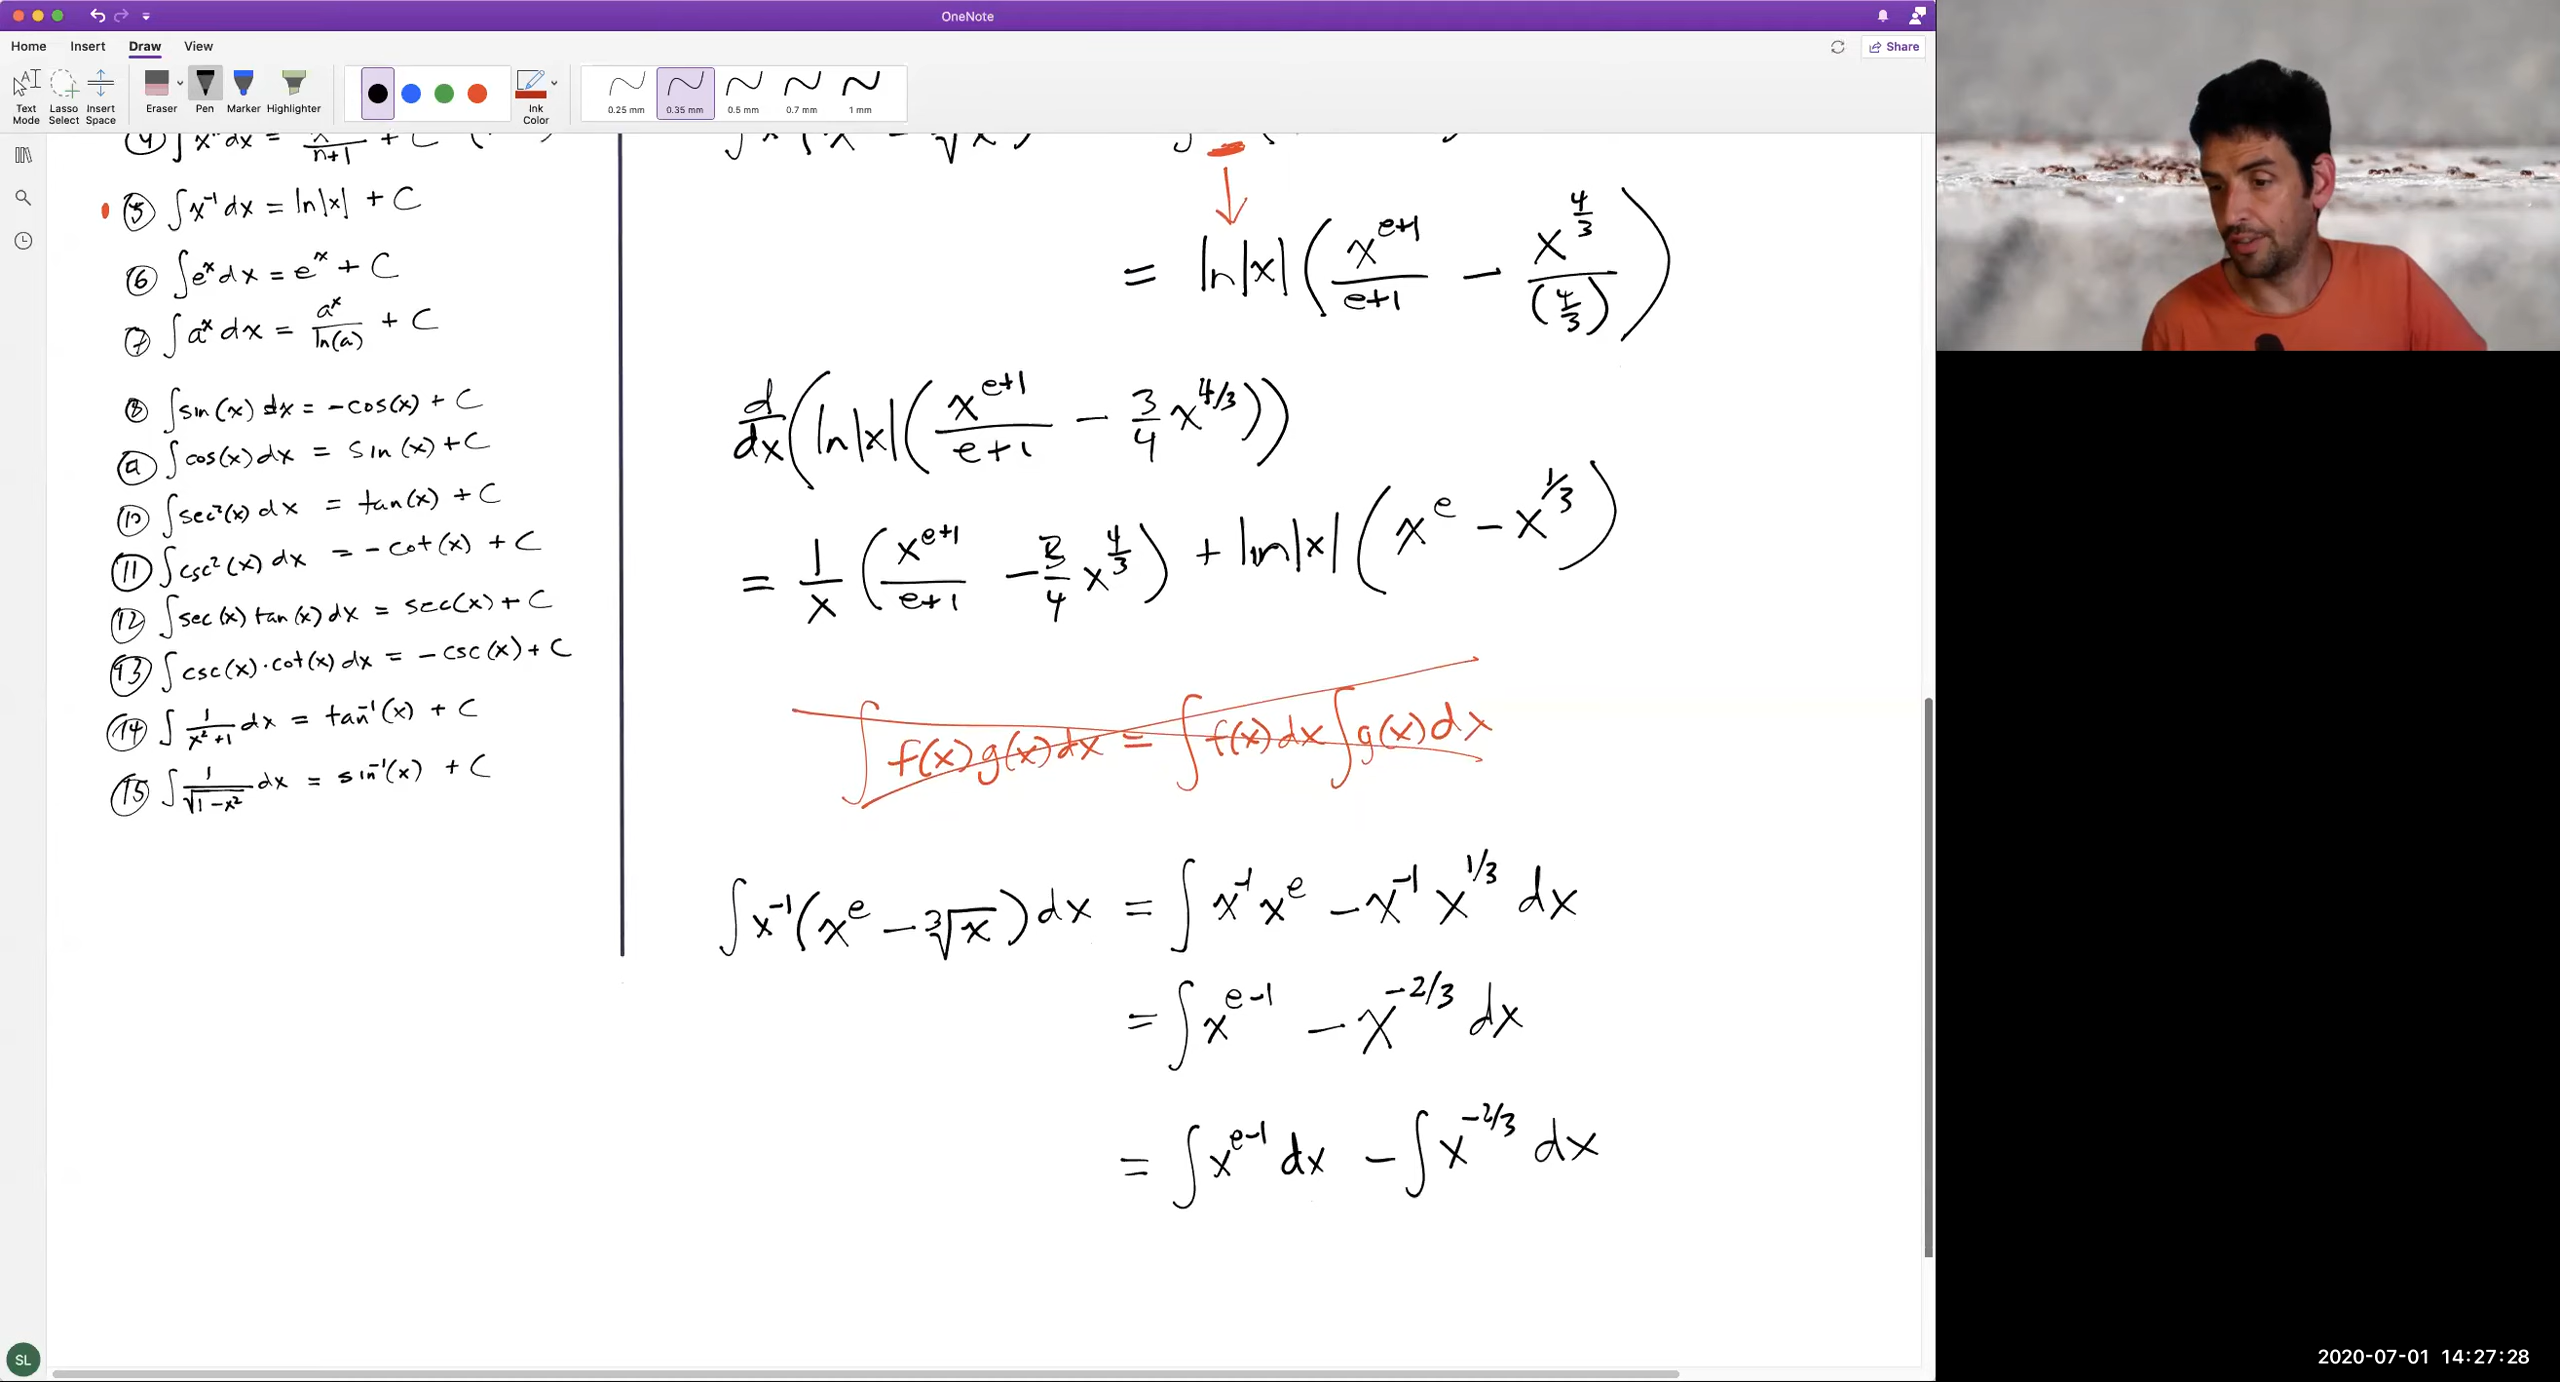 OneNote
Home Insert Draw View
Share
Text Mode
Lasso Select
Insert Space
Eraser
Pen
Marker
Highlighter
Ink Color
0.25 mm
0.35 mm
0.5 mm
0.7 mm
1 mm
④ ∫ xⁿ dx = / n+1 + C
⑤ ∫ x⁻¹ dx = ln|x| + C
⑥ ∫ eˣ dx = eˣ + C
⑦ ∫ aˣ dx = aˣ/ln(a) + C
⑧ ∫ sin(x) dx = -cos(x) + C
⑨ ∫ cos(x) dx = sin(x) + C
⑩ ∫ sec²(x) dx = tan(x) + C
⑪ ∫ csc²(x) dx = -cot(x) + C
⑫ ∫ sec(x) tan(x) dx = sec(x) + C
⑬ ∫ csc(x)·cot(x) dx = -csc(x) + C
⑭ ∫ 1/(x²+1) dx = tan⁻¹(x) + C
⑮ ∫ 1/√(1-x²) dx = sin⁻¹(x) + C
= ln|x| (x^(e+1)/(e+1) - x^(4/3)/(4/3))
d/dx (ln|x| (x^(e+1)/(e+1) - 3/4 x^(4/3)))
= 1/x (x^(e+1)/(e+1) - 3/4 x^(4/3)) + ln|x| (x^e - x^(1/3))
∫ f(x)g(x)dx = ∫ f(x)dx ∫ g(x)dx
∫ x⁻¹(x^e - ³√x) dx = ∫ x⁻¹ x^e - x⁻¹ x^(1/3) dx
= ∫ x^(e-1) - x^(-2/3) dx
= ∫ x^(e-1) dx - ∫ x^(-2/3) dx
SL
2020-07-01 14:27:28